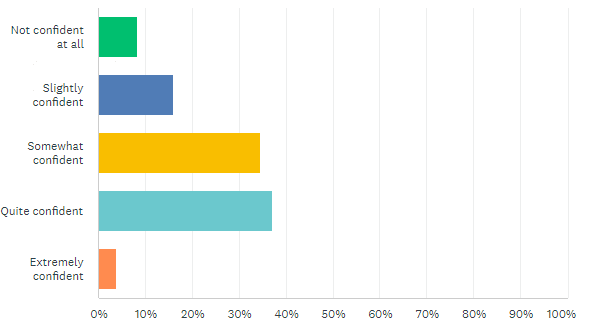 Not confident
at all
Slightly
confident
Somewhat
confident
Quite confident
Extremely
confident
0% 10% 20% 30% 40% 50% 60% 70% 80% 90% 100%